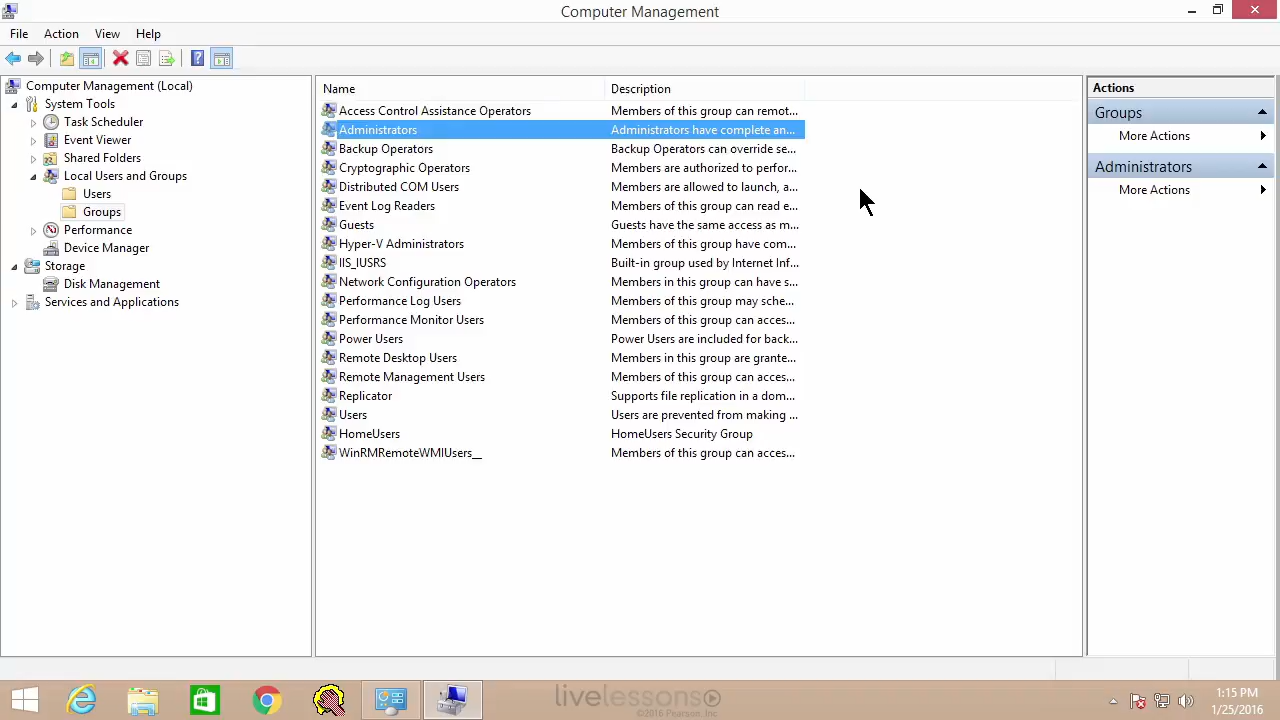 Computer Management
File Action View Help
Computer Management (Local)
System Tools
Task Scheduler
Event Viewer
Shared Folders
Local Users and Groups
Users
Groups
Performance
Device Manager
Storage
Disk Management
Services and Applications
Name Description
Access Control Assistance Operators Members of this group can remot...
Administrators Administrators have complete an...
Backup Operators Backup Operators can override se...
Cryptographic Operators Members are authorized to perfor...
Distributed COM Users Members are allowed to launch, a...
Event Log Readers Members of this group can read e...
Guests Guests have the same access as m...
Hyper-V Administrators Members of this group have com...
IIS_IUSRS Built-in group used by Internet Inf...
Network Configuration Operators Members in this group can have s...
Performance Log Users Members of this group may sche...
Performance Monitor Users Members of this group can acces...
Power Users Power Users are included for back...
Remote Desktop Users Members in this group are grante...
Remote Management Users Members of this group can acces...
Replicator Supports file replication in a dom...
Users Users are prevented from making ...
HomeUsers HomeUsers Security Group
WinRMRemoteWMIUsers__ Members of this group can acces...
Actions
Groups
More Actions
Administrators
More Actions
livelessons
©2016 Pearson, Inc.
1:15 PM
1/25/2016